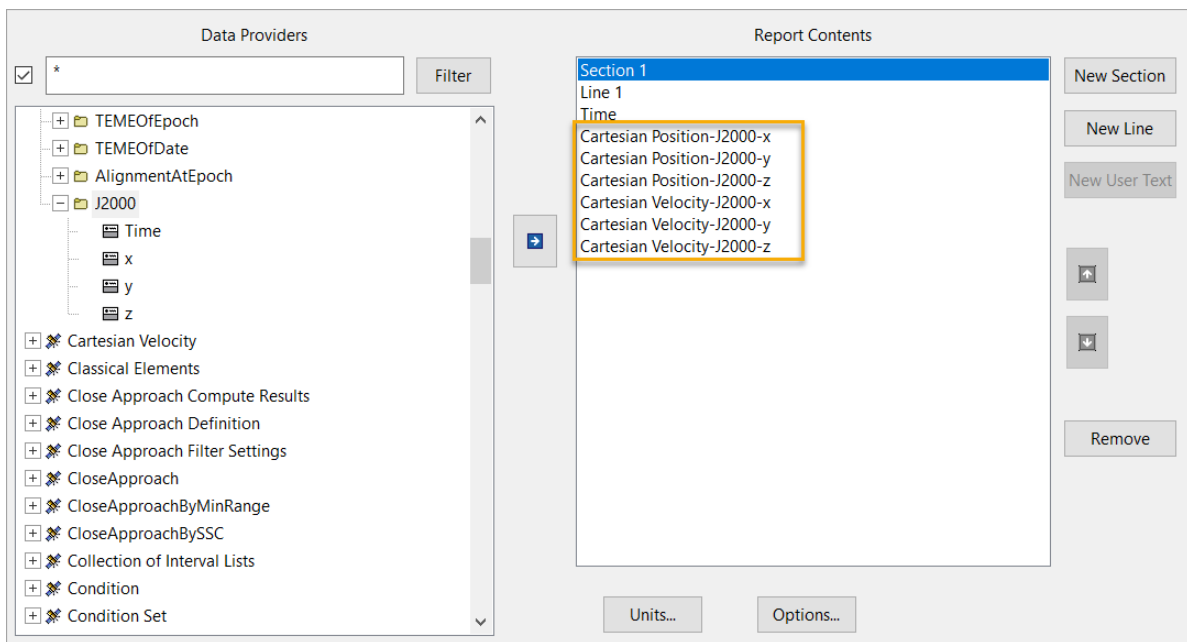 Data Providers
*
Filter
TEMEOfEpoch
TEMEOfDate
AlignmentAtEpoch
J2000
Time
x
y
z
Cartesian Velocity
Classical Elements
Close Approach Compute Results
Close Approach Definition
Close Approach Filter Settings
CloseApproach
CloseApproachByMinRange
CloseApproachBySSC
Collection of Interval Lists
Condition
Condition Set
Report Contents
Section 1
Line 1
Time
Cartesian Position-J2000-x
Cartesian Position-J2000-y
Cartesian Position-J2000-z
Cartesian Velocity-J2000-x
Cartesian Velocity-J2000-y
Cartesian Velocity-J2000-z
Units...
Options...
New Section
New Line
New User Text
Remove